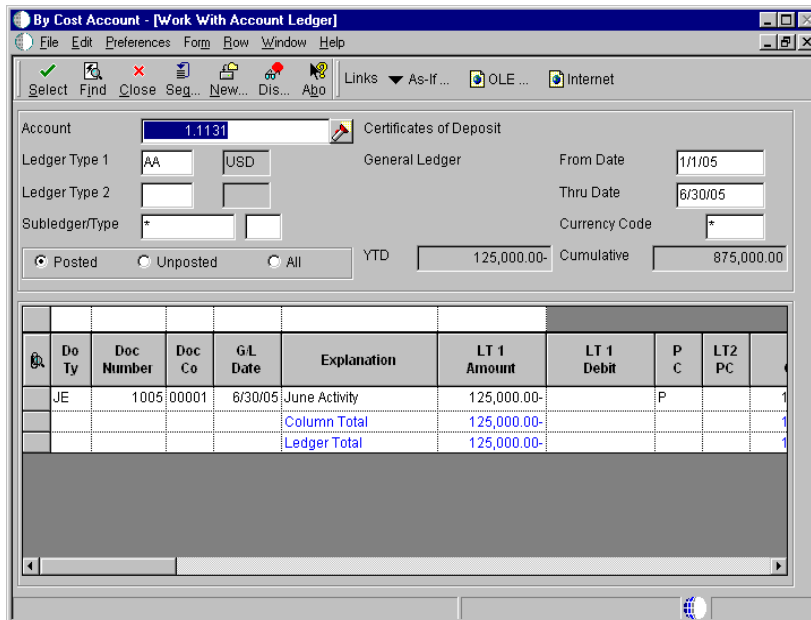 By Cost Account - [Work With Account Ledger]
File Edit Preferences Form Row Window Help
Select Find Close Seq... New... Dis... Abo Links As-If ... OLE ... Internet
Account 1.1131 Certificates of Deposit
Ledger Type 1 AA USD General Ledger From Date 1/1/05
Ledger Type 2 Thru Date 6/30/05
Subledger/Type * Currency Code *
Posted Unposted All YTD 125,000.00- Cumulative 875,000.00
Do Ty Doc Number Doc Co G/L Date Explanation LT 1 Amount LT 1 Debit P C LT2 PC
JE 1005 00001 6/30/05 June Activity 125,000.00- P 1
Column Total 125,000.00- 1
Ledger Total 125,000.00- 1